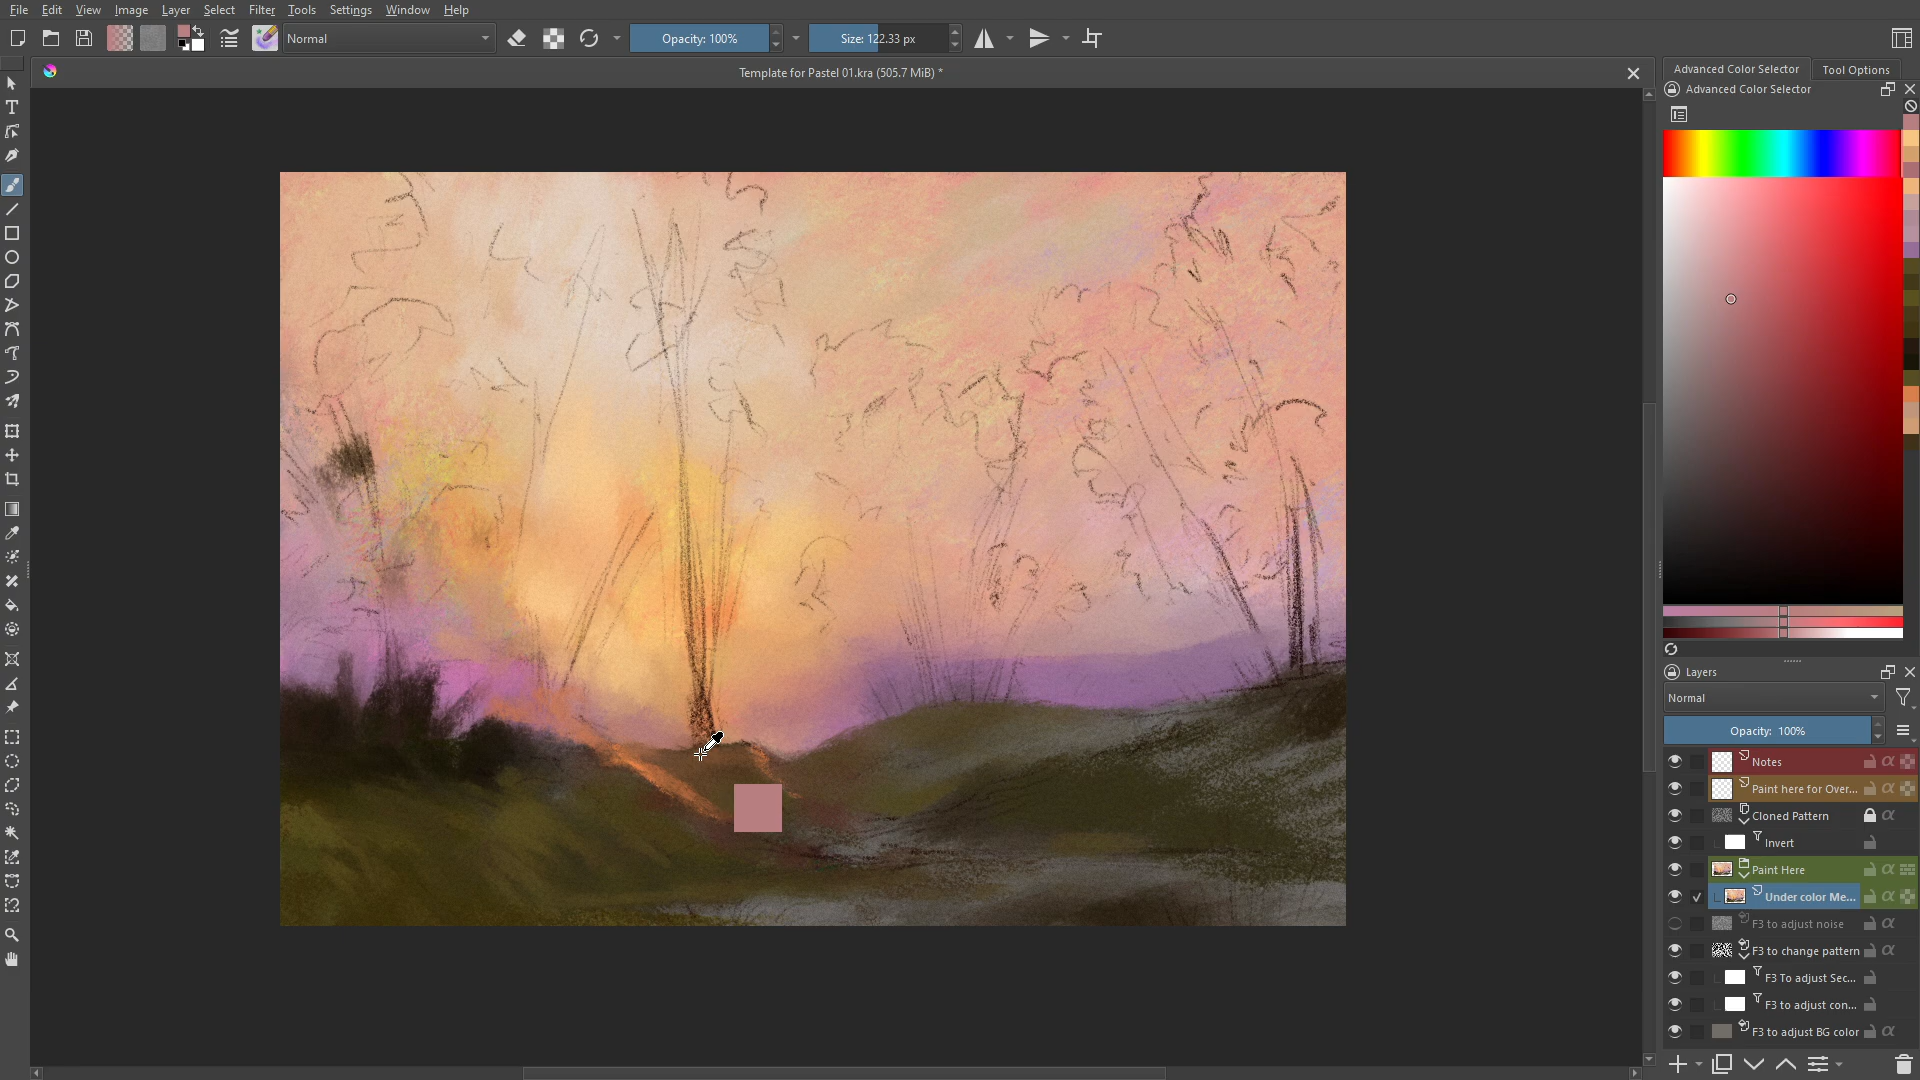 File Edit View Image Layer Select Filter Tools Settings Window Help
Normal
Opacity: 100%
Size: 122.33 px
Template for Pastel 01.kra (505.7 MiB) *
Advanced Color Selector
Tool Options
Advanced Color Selector
Layers
Normal
Opacity: 100%
Notes
Paint here for Over...
Cloned Pattern
Invert
Paint Here
Under color Me...
F3 to adjust noise
F3 to change pattern
F3 To adjust Sec...
F3 to adjust con...
F3 to adjust BG color